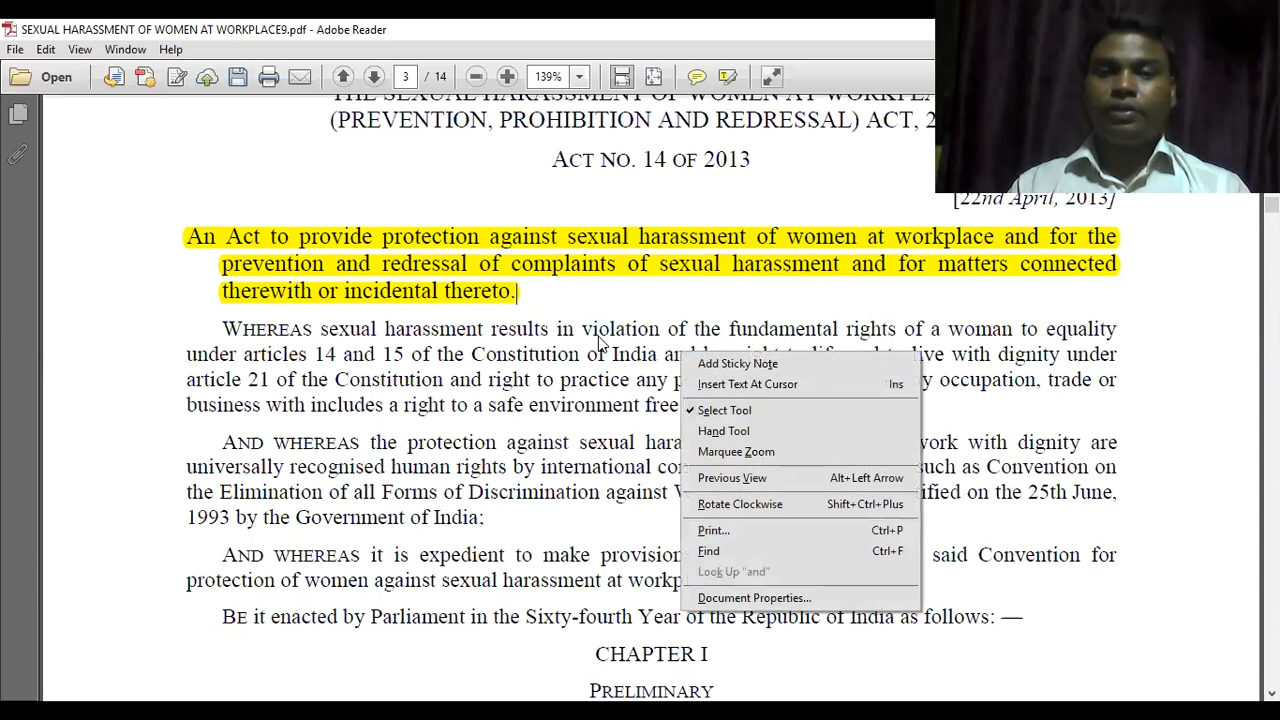 SEXUAL HARASSMENT OF WOMEN AT WORKPLACE9.pdf - Adobe Reader
File Edit View Window Help
Open 3 / 14 139%
THE SEXUAL HARASSMENT OF WOMEN AT
(PREVENTION, PROHIBITION AND REDRESSAL) ACT, 2
ACT NO. 14 OF 2013
[22nd April, 2013]
An Act to provide protection against sexual harassment of women at workplace and for the
prevention and redressal of complaints of sexual harassment and for matters connected
therewith or incidental thereto.
WHEREAS sexual harassment results in violation of the fundamental rights of a woman to equality
under articles 14 and 15 of the Constitution of India and live with dignity under
article 21 of the Constitution and right to practice any occupation, trade or
business with includes a right to a safe environment free
AND WHEREAS the protection against sexual work with dignity are
universally recognised human rights by international such as Convention on
the Elimination of all Forms of Discrimination against on the 25th June,
1993 by the Government of India;
AND WHEREAS it is expedient to make said Convention for
protection of women against sexual harassment at
BE it enacted by Parliament in the Sixty-fourth Year of the Republic of India as follows: —
CHAPTER I
PRELIMINARY
Add Sticky Note
Insert Text At Cursor Ins
Select Tool
Hand Tool
Marquee Zoom
Previous View Alt+Left Arrow
Rotate Clockwise Shift+Ctrl+Plus
Print... Ctrl+P
Find Ctrl+F
Look Up "and"
Document Properties...